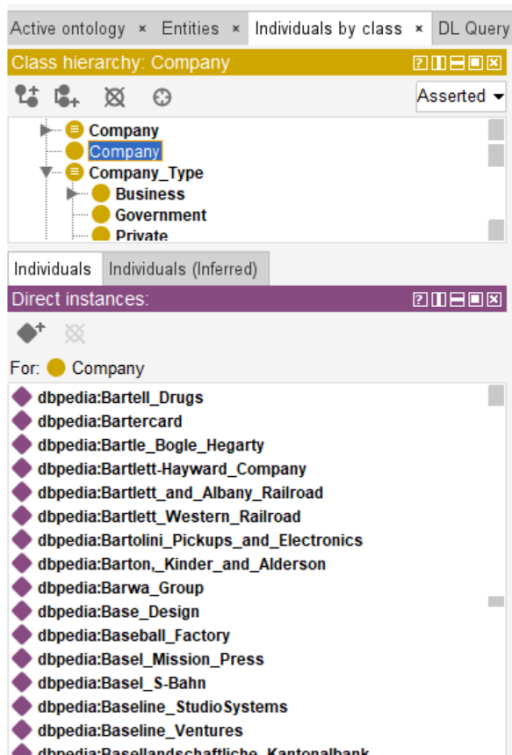 Active ontology × Entities × Individuals by class × DL Query
Class hierarchy: Company
Asserted
Company
Company
Company_Type
Business
Government
Private
Individuals Individuals (Inferred)
Direct instances:
For: Company
dbpedia:Bartell_Drugs
dbpedia:Bartercard
dbpedia:Bartle_Bogle_Hegarty
dbpedia:Bartlett-Hayward_Company
dbpedia:Bartlett_and_Albany_Railroad
dbpedia:Bartlett_Western_Railroad
dbpedia:Bartolini_Pickups_and_Electronics
dbpedia:Barton,_Kinder_and_Alderson
dbpedia:Barwa_Group
dbpedia:Base_Design
dbpedia:Baseball_Factory
dbpedia:Basel_Mission_Press
dbpedia:Basel_S-Bahn
dbpedia:Baseline_StudioSystems
dbpedia:Baseline_Ventures
dbpedia:Basellandschaftliche_Kantonalbank